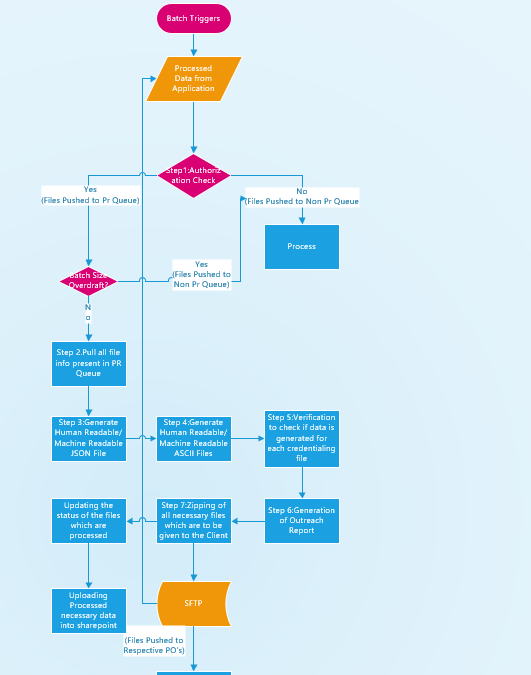 Batch Triggers
Processed
Data from
Application
Step1:Authoriz
ation Check
Yes
(Files Pushed to Pr Queue)
No
(Files Pushed to Non Pr Queue
Process
Batch Size
Overdraft?
Yes
(Files Pushed to
Non Pr Queue)
N
o
Step 2.Pull all file
info present in PR
Queue
Step 3:Generate
Human Readable/
Machine Readable
JSON File
Step 4:Generate
Human Readable/
Machine Readable
ASCII Files
Step 5:Verification
to check if data is
generated for
each credentialing
file
Updating the
status of the files
which are
processed
Step 7:Zipping of
all necessary files
which are to be
given to the Client
Step 6:Generation
of Outreach
Report
Uploading
Processed
necessary data
into sharepoint
SFTP
(Files Pushed to
Respective PO's)